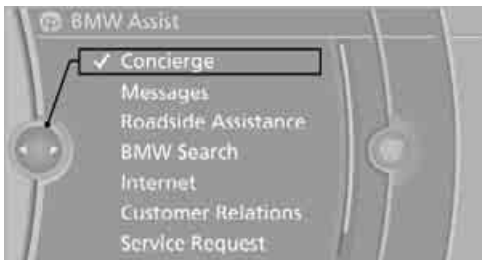 BMW Assist
✓ Concierge
Messages
Roadside Assistance
BMW Search
Internet
Customer Relations
Service Request